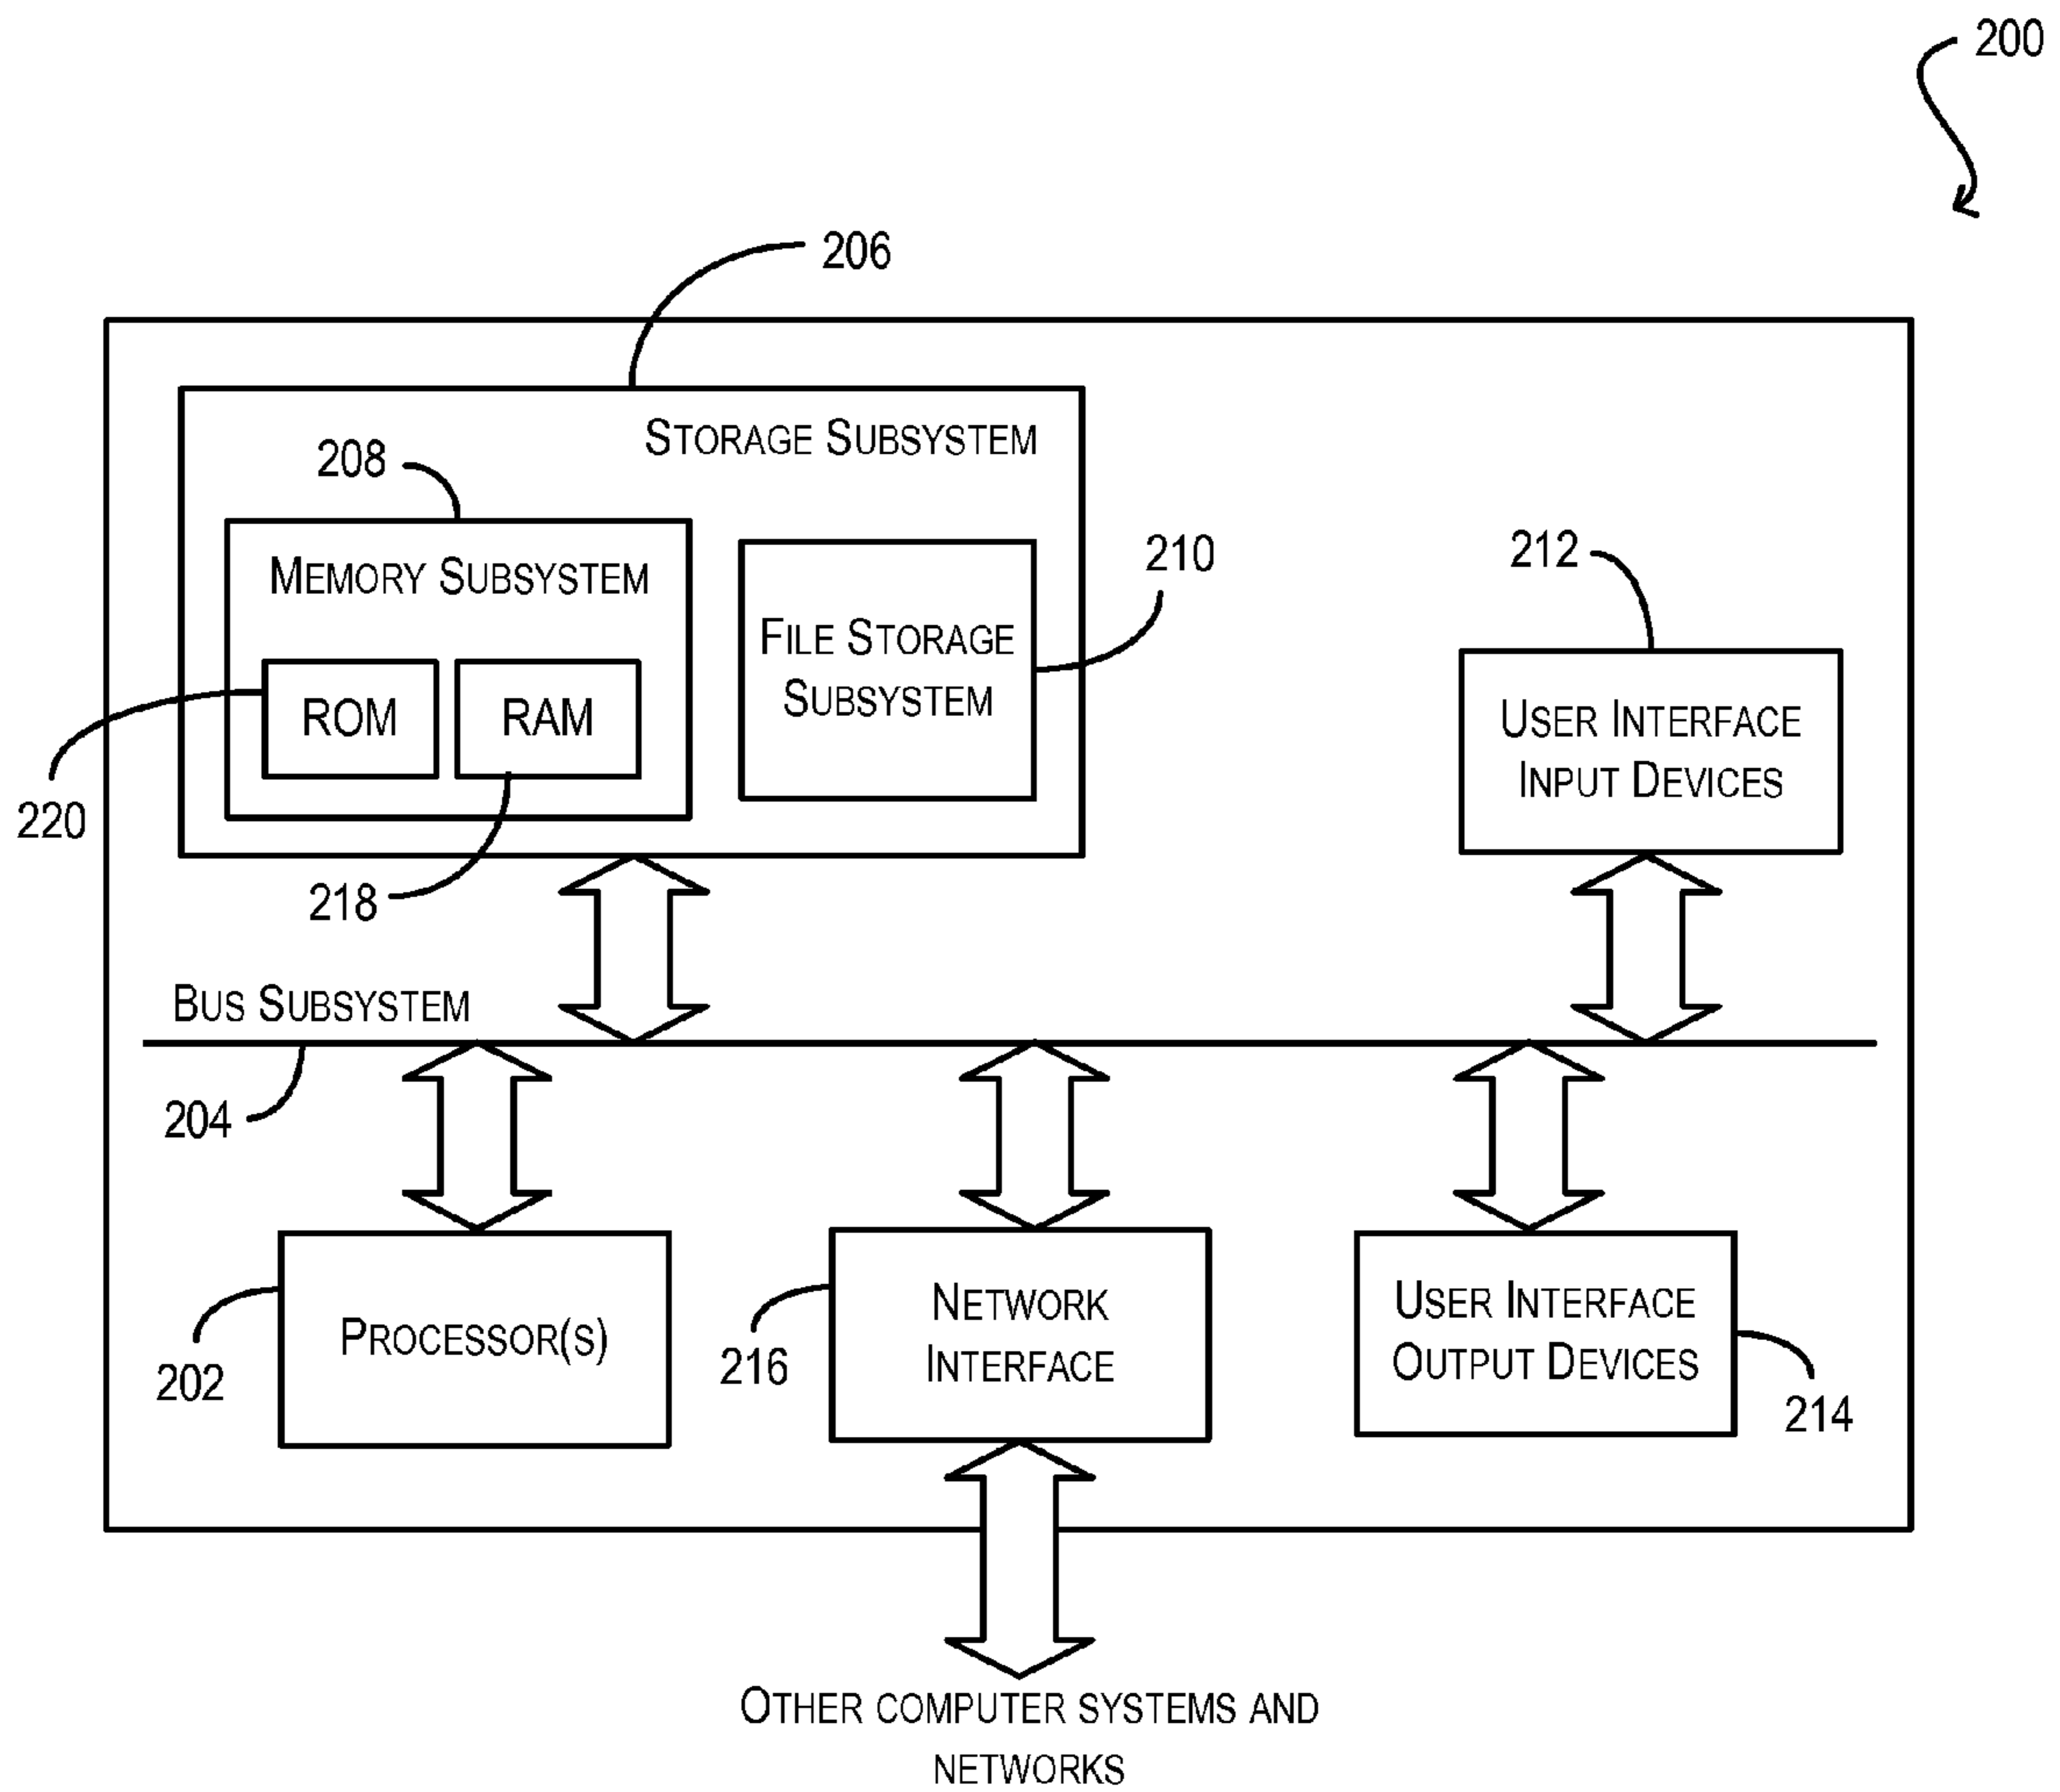 200
206
STORAGE SUBSYSTEM
208
MEMORY SUBSYSTEM
210
212
FILE STORAGE
SUBSYSTEM
ROM
RAM
USER INTERFACE
INPUT DEVICES
220
218
BUS SUBSYSTEM
204
PROCESSOR(S)
202
NETWORK
INTERFACE
216
USER INTERFACE
OUTPUT DEVICES
214
OTHER COMPUTER SYSTEMS AND
NETWORKS